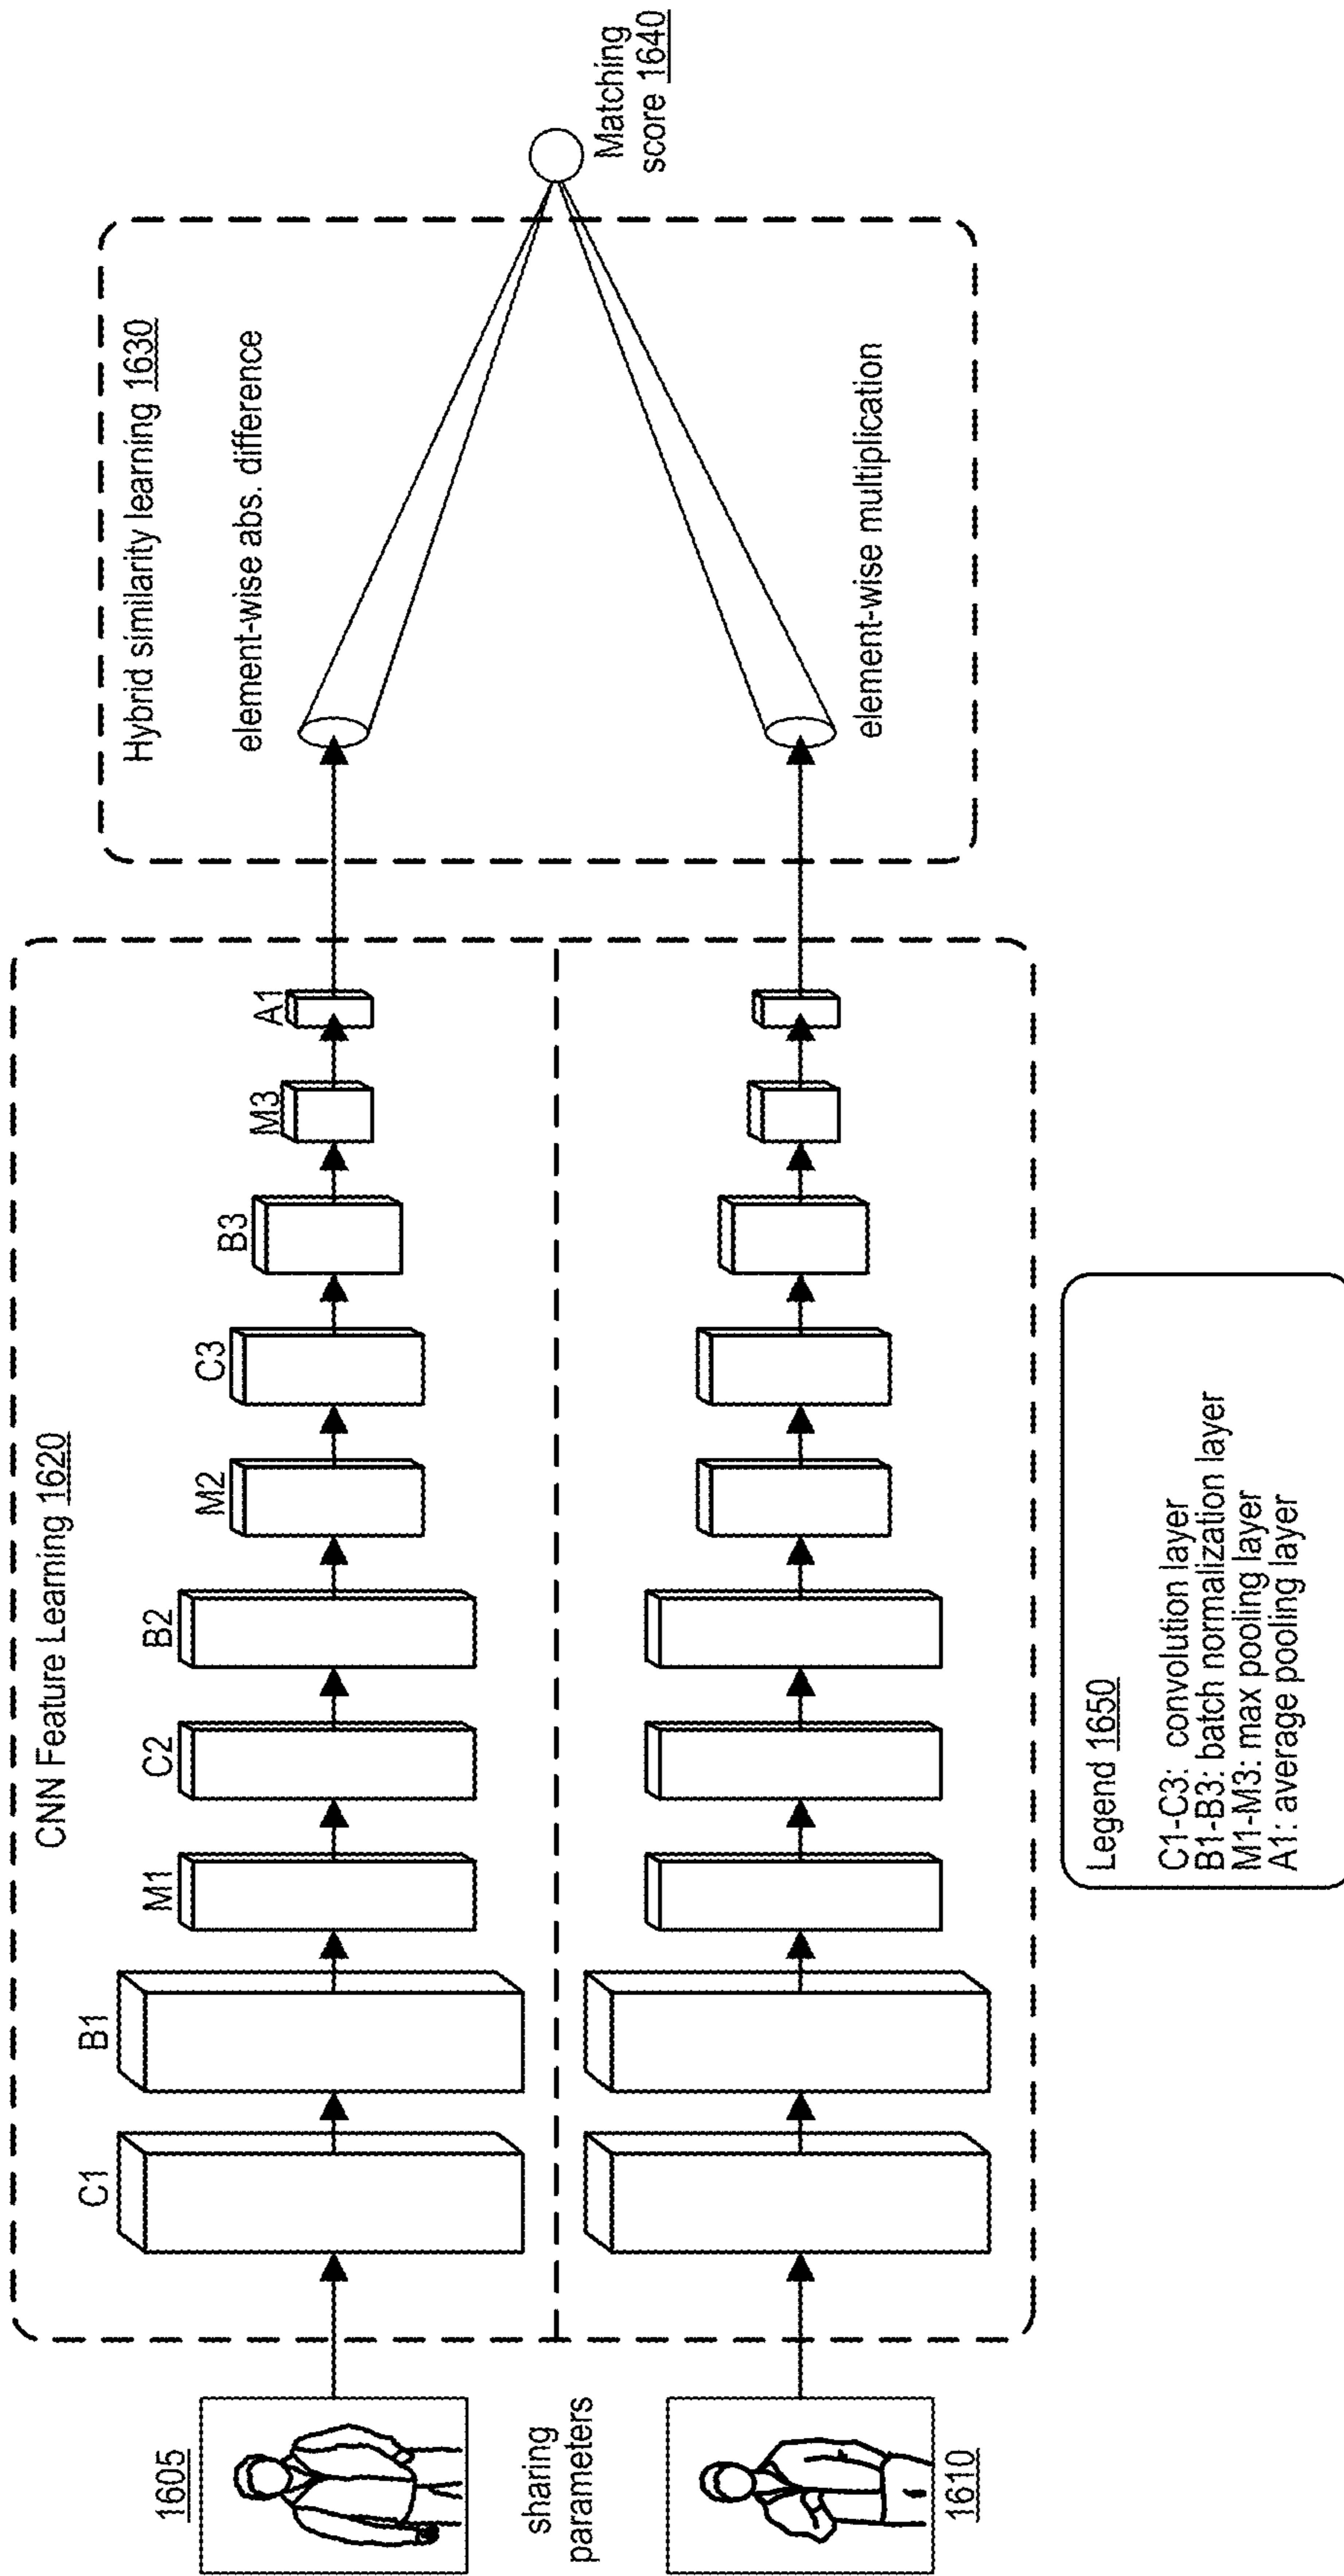 1605
sharing
parameters
1610
CNN Feature Learning 1620
C1
B1
M1
C2
B2
M2
C3
B3
M3
A1
Hybrid similarity learning 1630
element-wise abs. difference
element-wise multiplication
Matching
score 1640
Legend 1650
C1-C3: convolution layer
B1-B3: batch normalization layer
M1-M3: max pooling layer
A1: average pooling layer